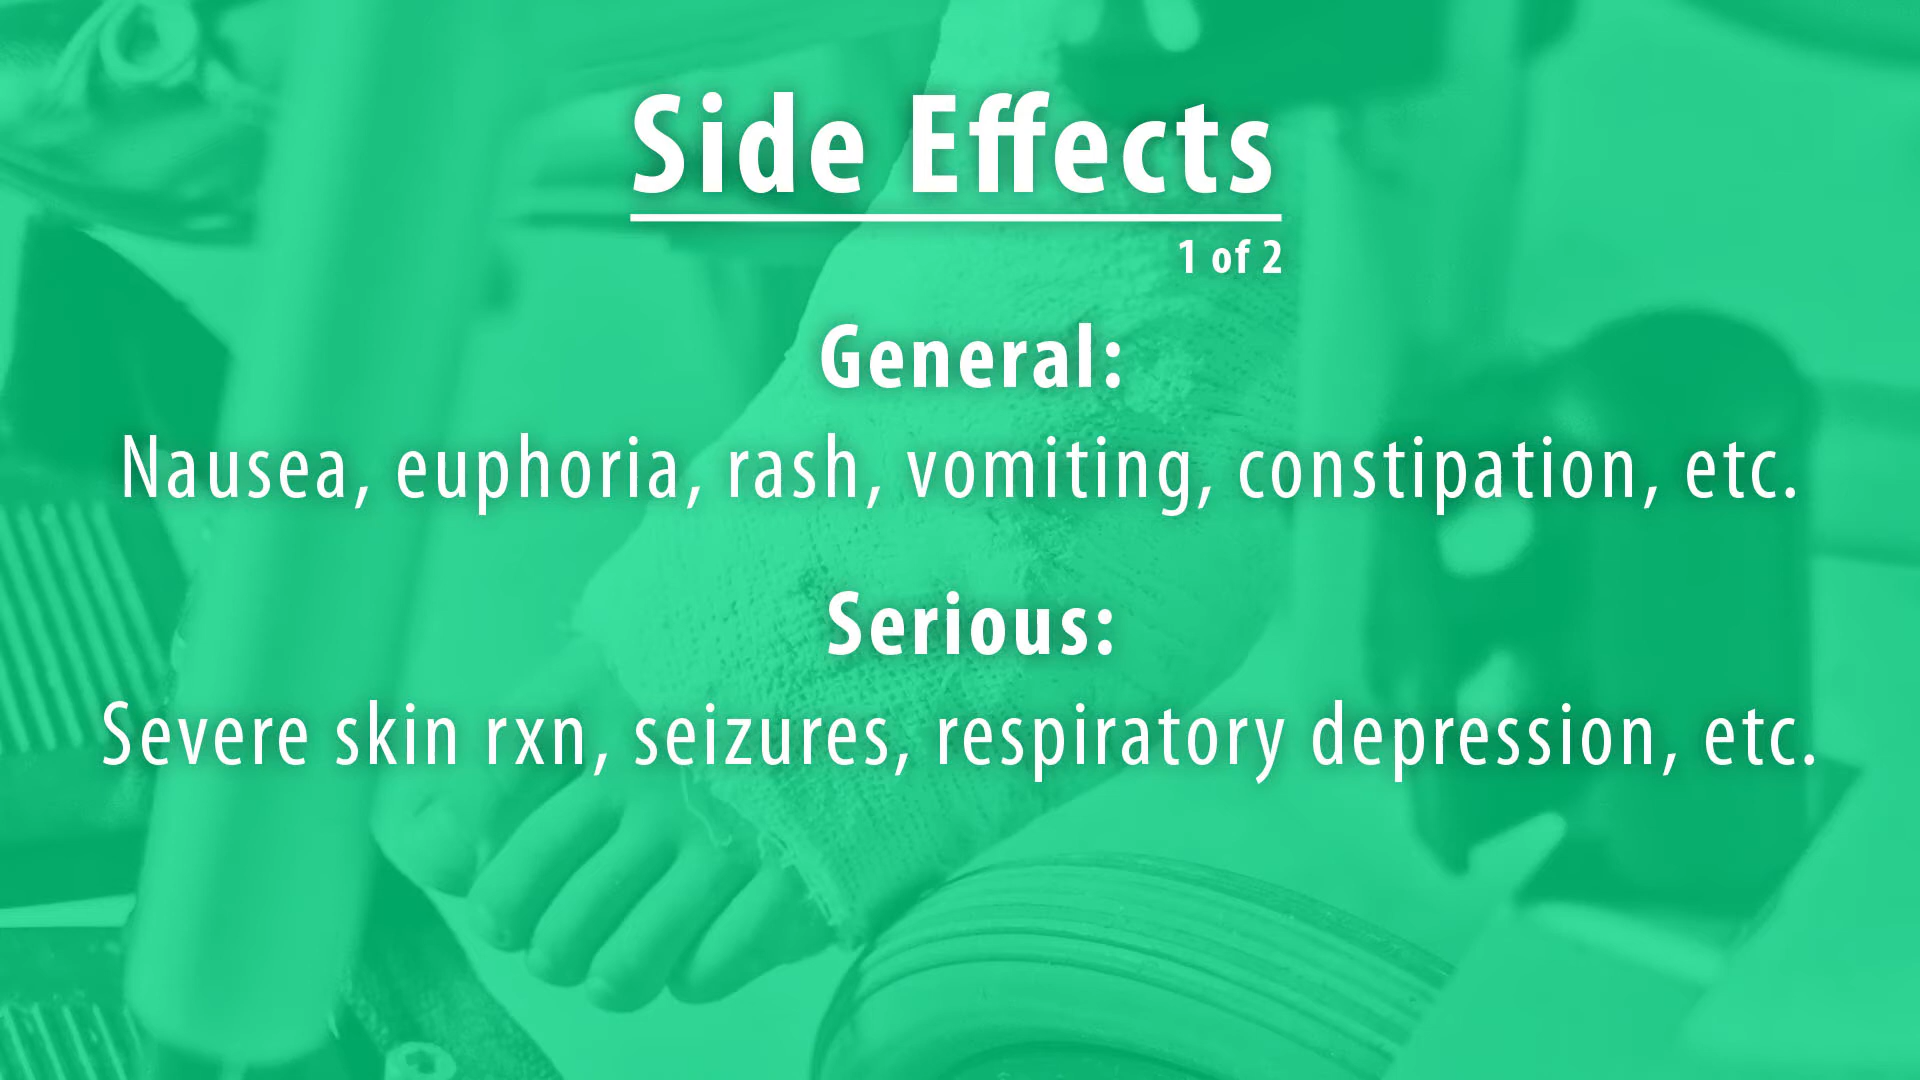 Side Effects
1 of 2
General:
Nausea, euphoria, rash, vomiting, constipation, etc.
Serious:
Severe skin rxn, seizures, respiratory depression, etc.